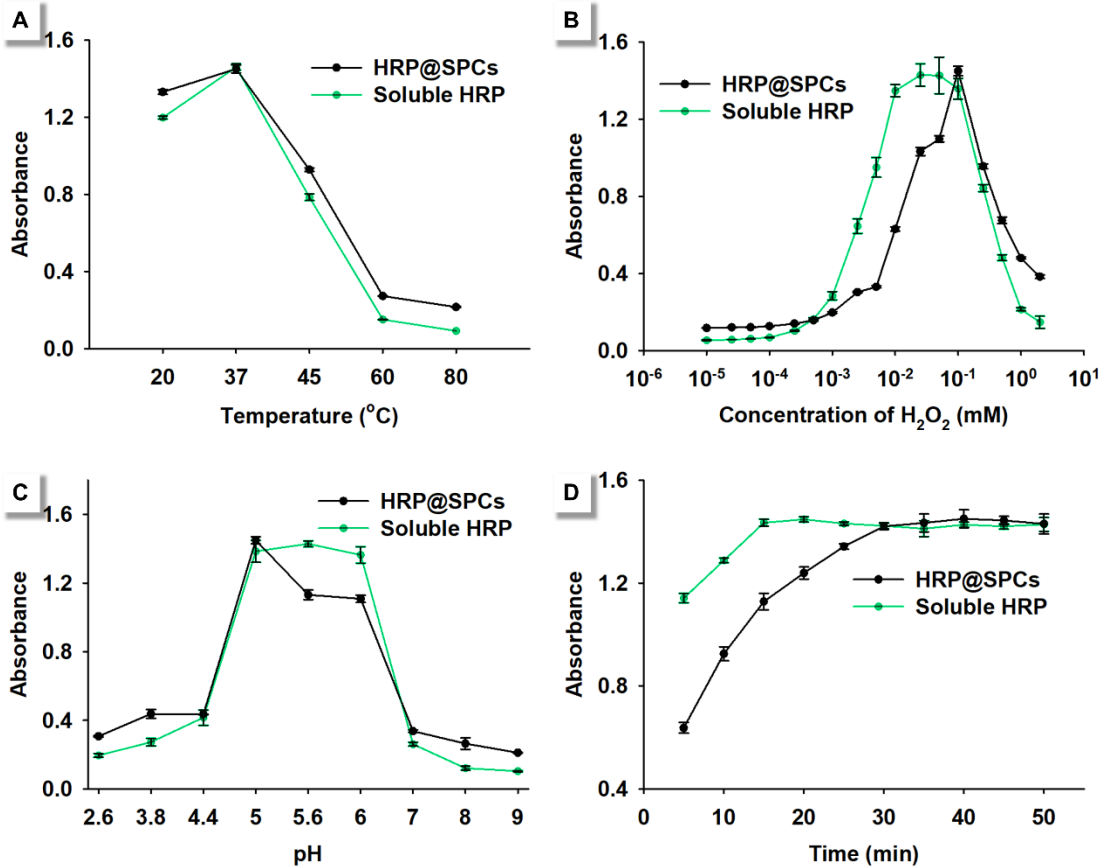 A
1.6
1.2
0.8
0.4
0.0
Absorbance
HRP@SPCs
Soluble HRP
20 37 45 60 80
Temperature (°C)
B
1.6
1.2
0.8
0.4
0.0
Absorbance
HRP@SPCs
Soluble HRP
10⁻⁶ 10⁻⁵ 10⁻⁴ 10⁻³ 10⁻² 10⁻¹ 10⁰ 10¹
Concentration of H₂O₂ (mM)
C
1.6
1.2
0.8
0.4
0.0
Absorbance
HRP@SPCs
Soluble HRP
2.6 3.8 4.4 5 5.6 6 7 8 9
pH
D
1.6
1.2
0.8
0.4
Absorbance
HRP@SPCs
Soluble HRP
0 10 20 30 40 50
Time (min)